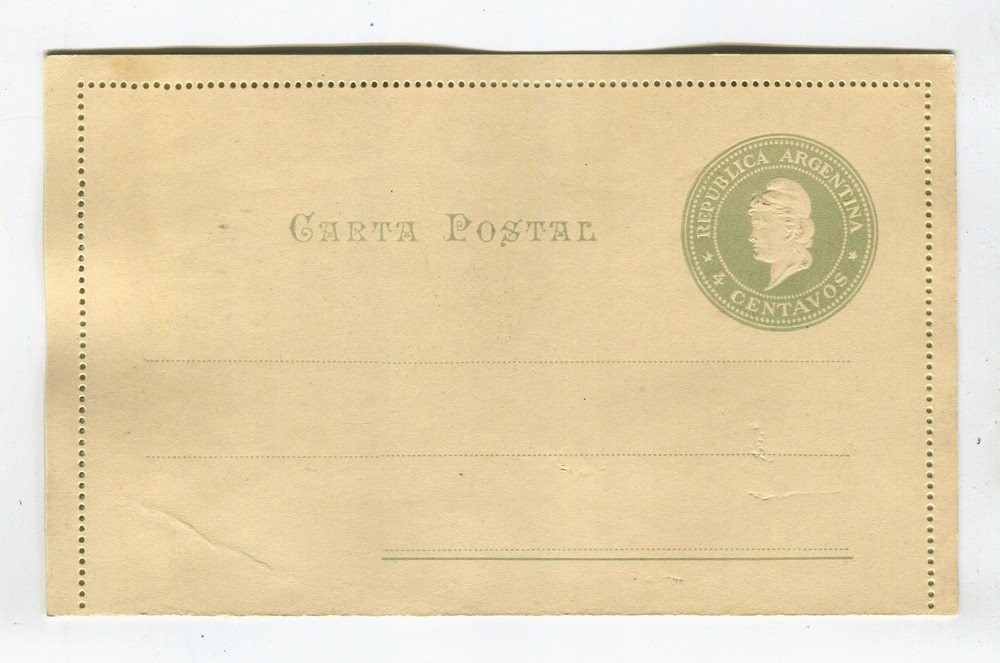 CARTA POSTAL
REPÚBLICA ARGENTINA
4 CENTAVOS